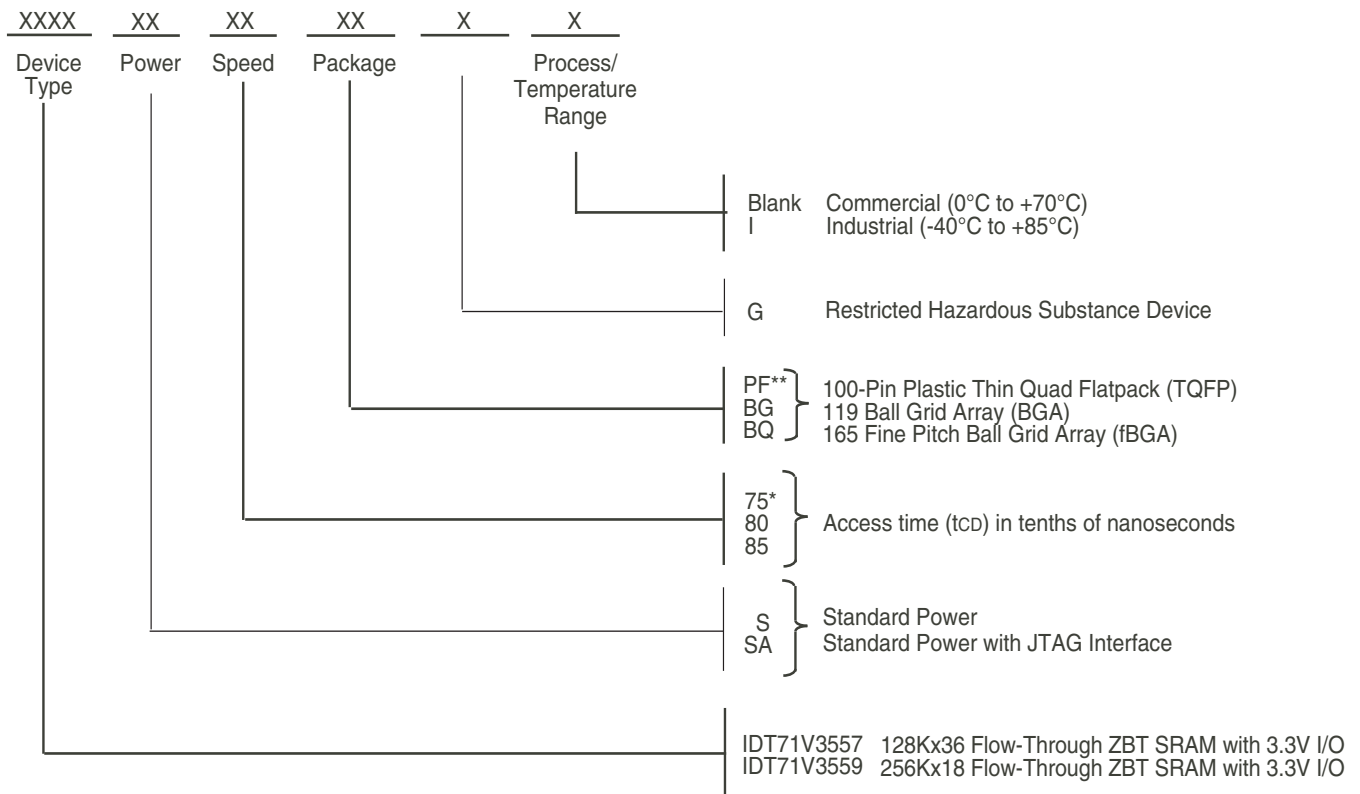 XXXX XX XX XX X X
Device Type Power Speed Package Process/ Temperature Range
Blank Commercial (0°C to +70°C)
I Industrial (-40°C to +85°C)
G Restricted Hazardous Substance Device
PF** 100-Pin Plastic Thin Quad Flatpack (TQFP)
BG 119 Ball Grid Array (BGA)
BQ 165 Fine Pitch Ball Grid Array (fBGA)
75*
80 Access time (tCD) in tenths of nanoseconds
85
S Standard Power
SA Standard Power with JTAG Interface
IDT71V3557 128Kx36 Flow-Through ZBT SRAM with 3.3V I/O
IDT71V3559 256Kx18 Flow-Through ZBT SRAM with 3.3V I/O